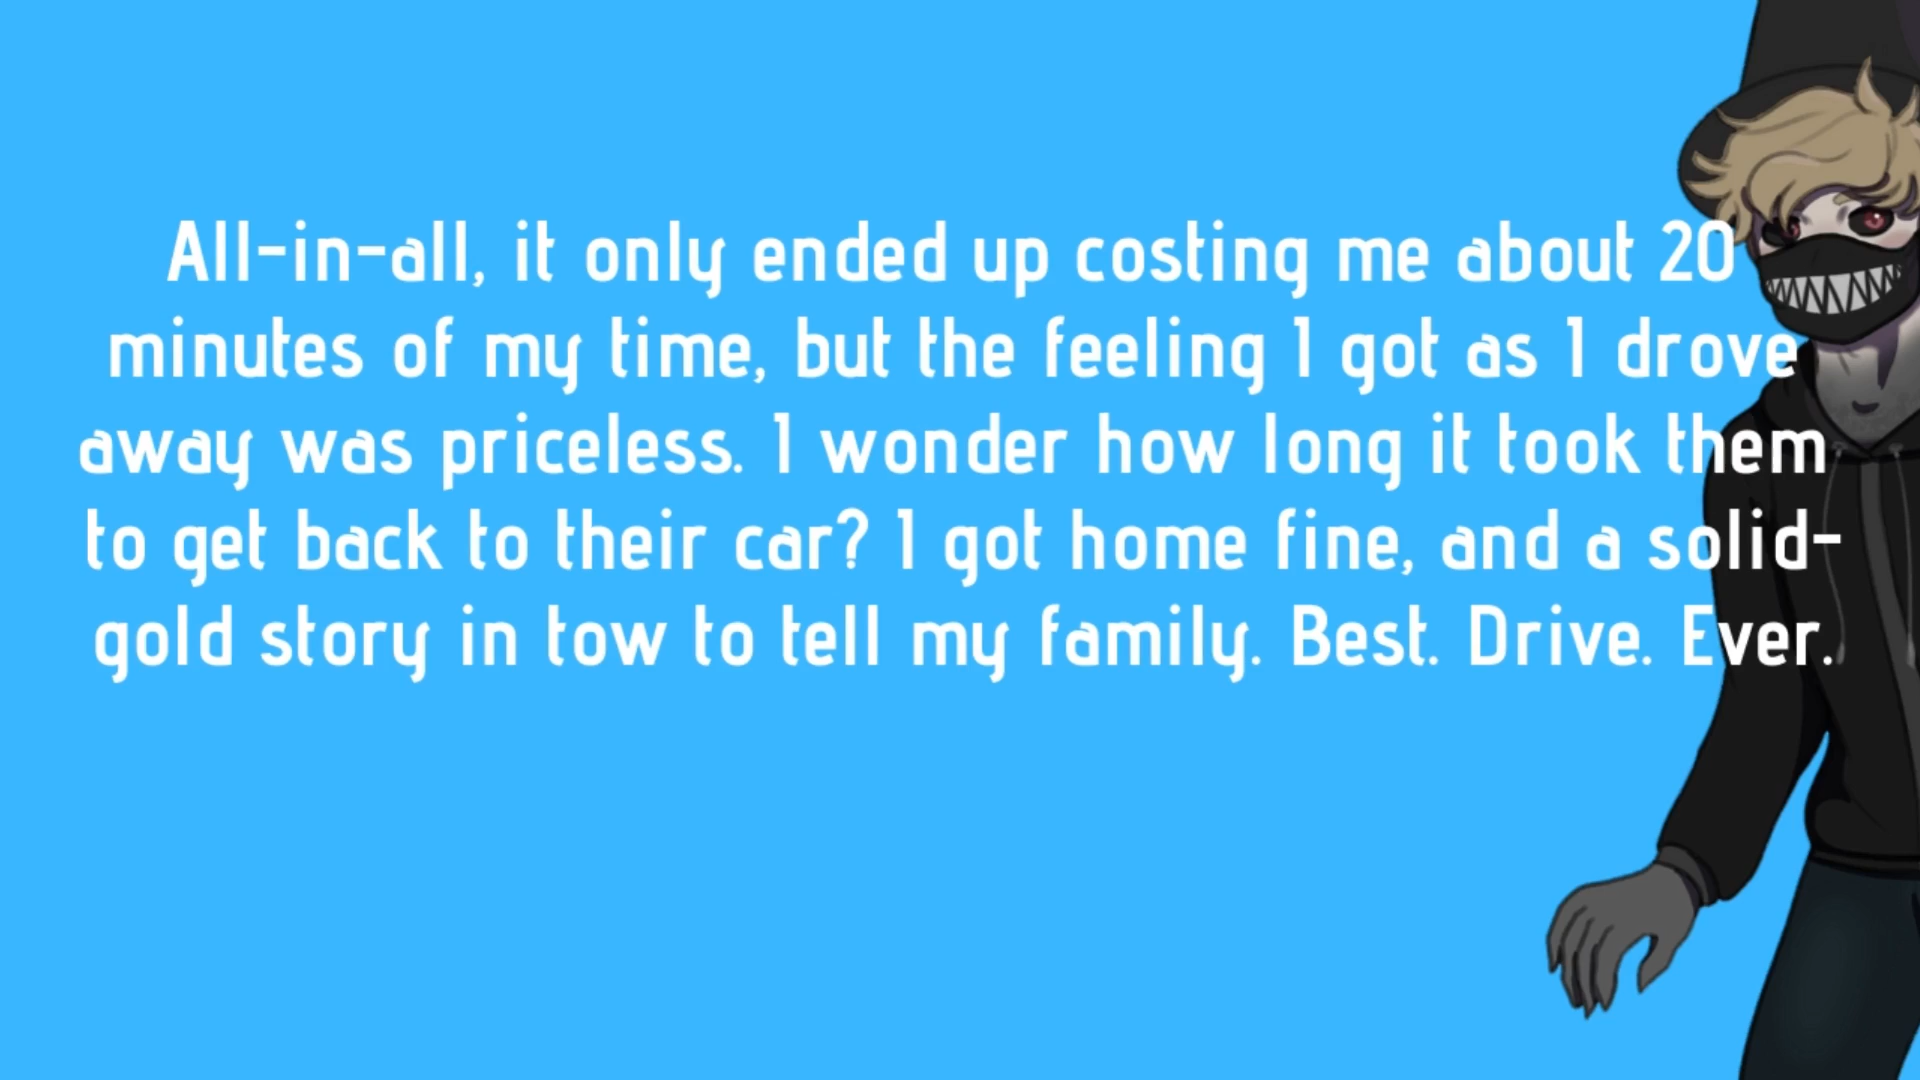 All-in-all, it only ended up costing me about 20
minutes of my time, but the feeling I got as I drove
away was priceless. I wonder how long it took them
to get back to their car? I got home fine, and a solid-
gold story in tow to tell my family. Best. Drive. Ever.